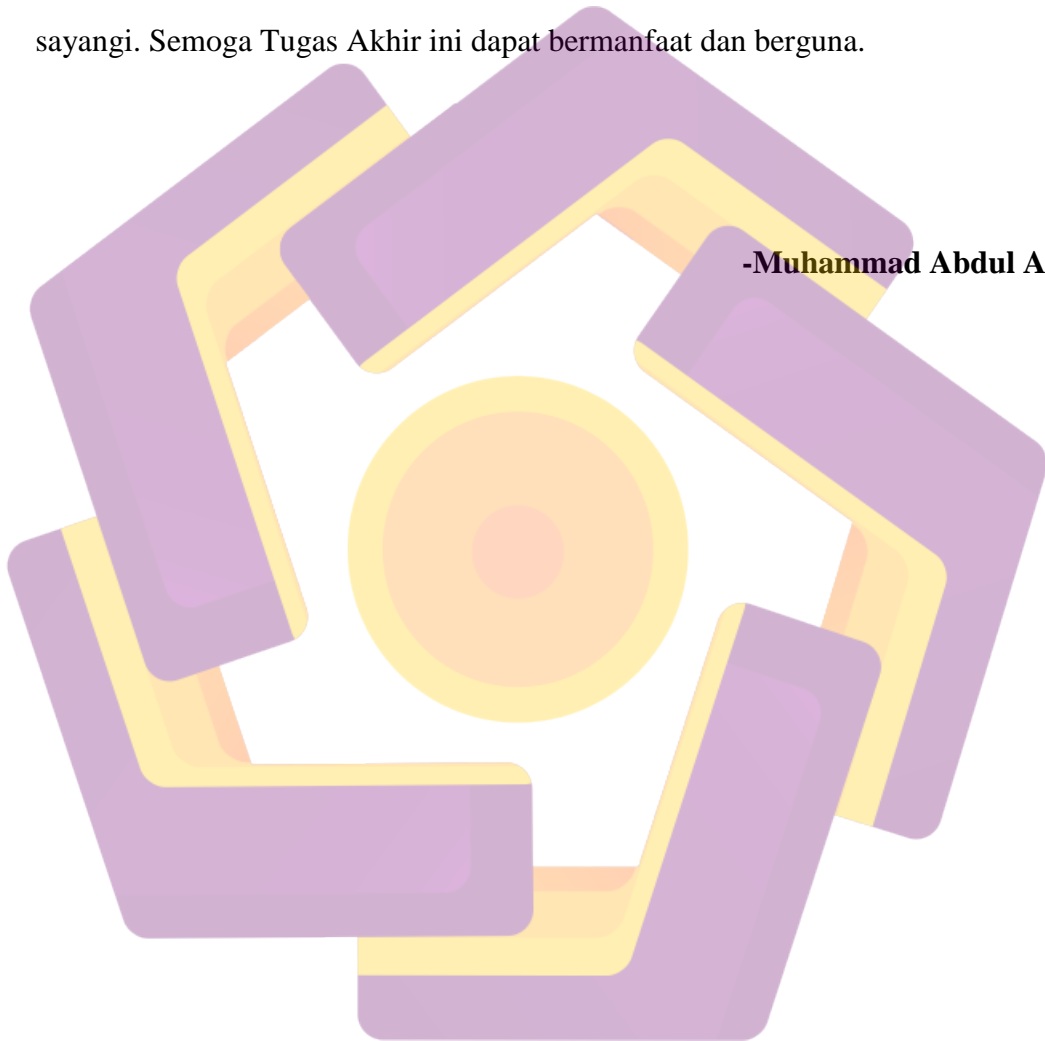 sayangi. Semoga Tugas Akhir ini dapat bermanfaat dan berguna.
-Muhammad Abdul A